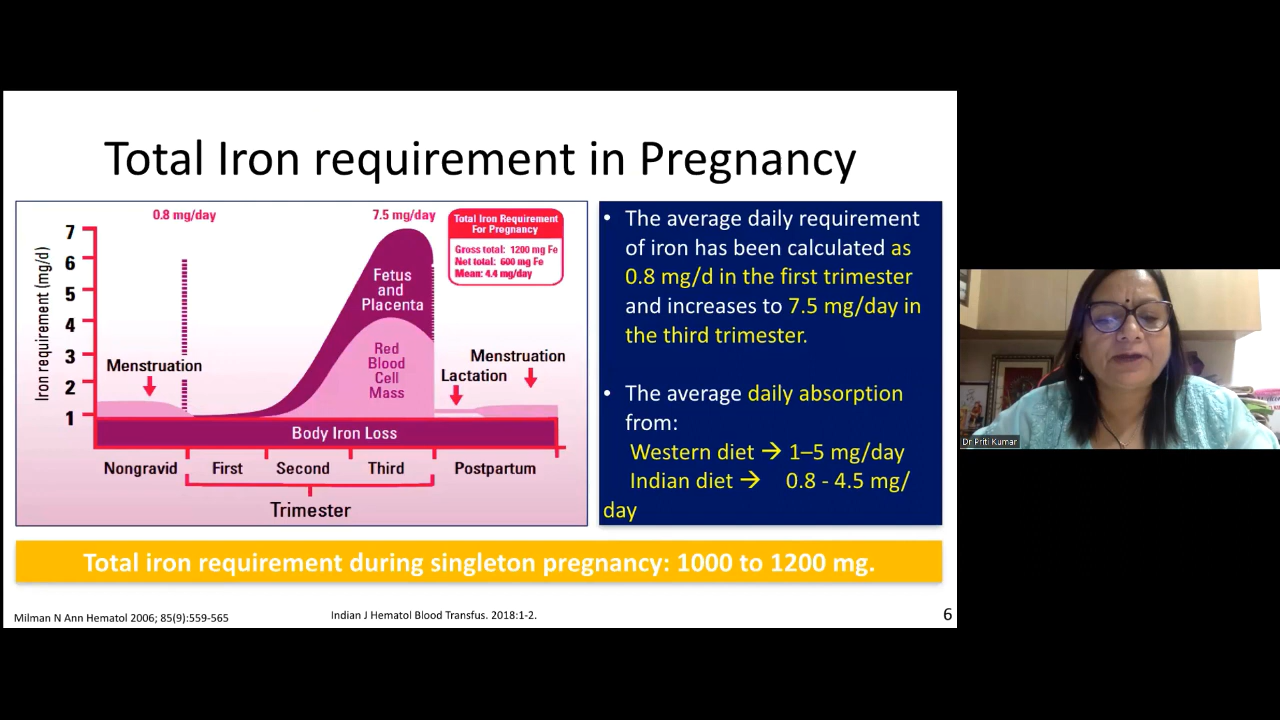 Total Iron requirement in Pregnancy
0.8 mg/day
7.5 mg/day
Total Iron Requirement
For Pregnancy
Gross total: 1200 mg Fe
Net total: 600 mg Fe
Mean: 4.4 mg/day
Iron requirement (mg/d)
7
6
5
4
3
2
1
Fetus
and
Placenta
Red
Blood
Cell
Mass
Menstruation
Lactation
Menstruation
Body Iron Loss
Nongravid First Second Third Postpartum
Trimester
• The average daily requirement
of iron has been calculated as
0.8 mg/d in the first trimester
and increases to 7.5 mg/day in
the third trimester.
• The average daily absorption
from:
Western diet → 1–5 mg/day
Indian diet → 0.8 - 4.5 mg/
day
Total iron requirement during singleton pregnancy: 1000 to 1200 mg.
Milman N Ann Hematol 2006; 85(9):559-565
Indian J Hematol Blood Transfus. 2018:1-2.
6
Dr Priti Kumar